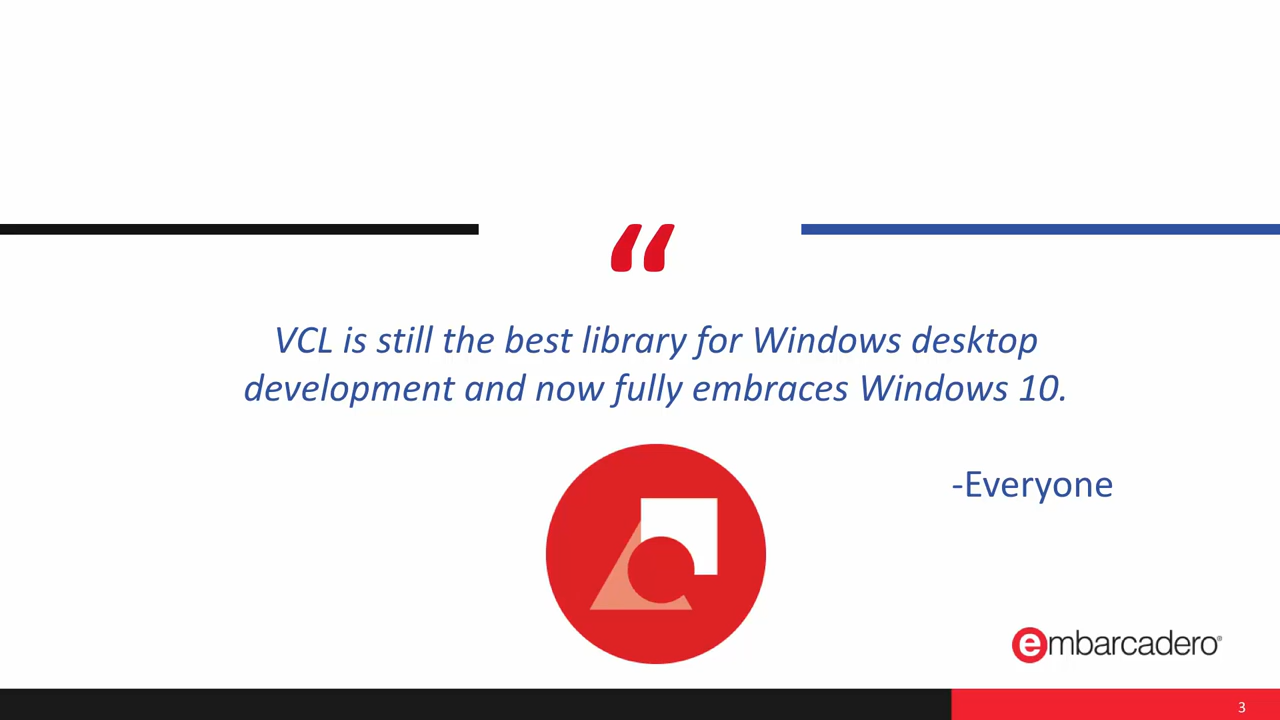 “
VCL is still the best library for Windows desktop
development and now fully embraces Windows 10.
-Everyone
embarcadero®
3